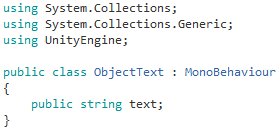 using System.Collections;
using System.Collections.Generic;
using UnityEngine;

public class ObjectText : MonoBehaviour
{
    public string text;
}